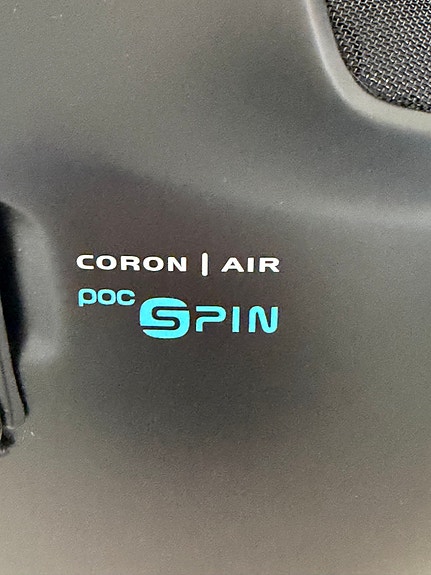 CORON | AIR
POC SPIN